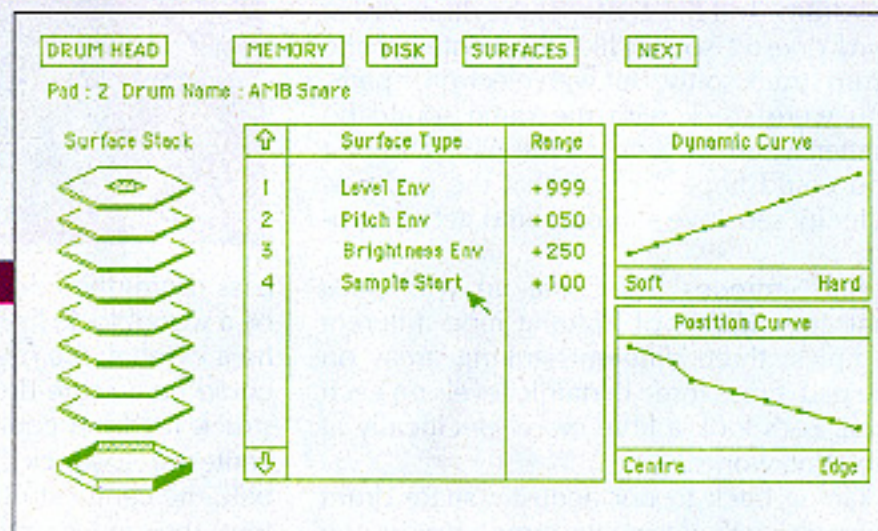 DRUM HEAD MEMORY DISK SURFACES NEXT
Pad : 2 Drum Name : AMB Snare
Surface Stack
Surface Type Range
1 Level Env +999
2 Pitch Env +050
3 Brightness Env +250
4 Sample Start +100
Dynamic Curve
Soft Hard
Position Curve
Centre Edge